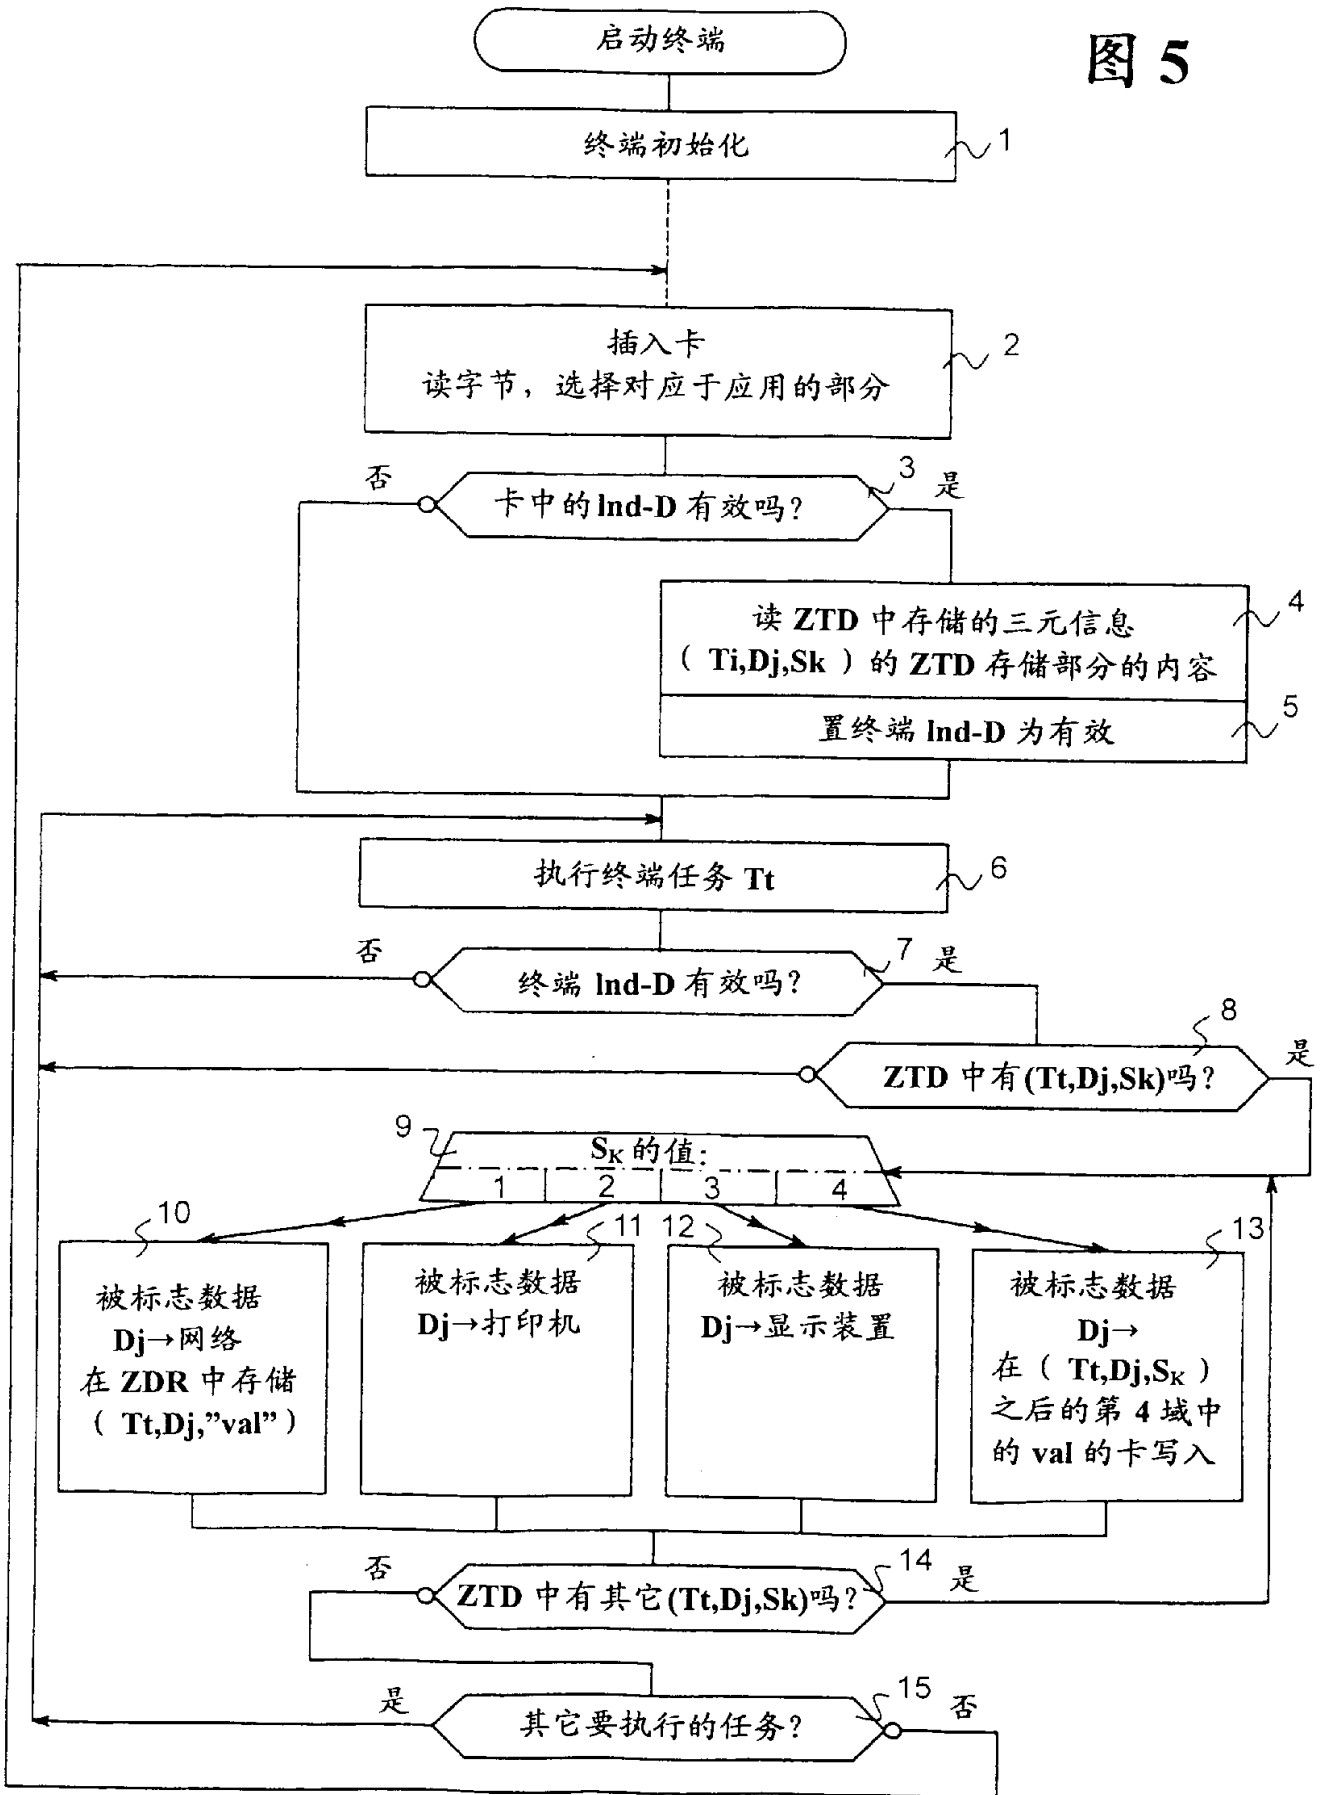 启动终端
图 5
终端初始化
1
插入卡
读字节，选择对应于应用的部分
2
否
卡中的 Ind-D 有效吗？
3
是
读 ZTD 中存储的三元信息
（ Ti,Dj,Sk ）的 ZTD 存储部分的内容
4
置终端 Ind-D 为有效
5
执行终端任务 Tt
6
否
终端 Ind-D 有效吗？
7
是
ZTD 中有(Tt,Dj,Sk)吗？
8
是
9
SK 的值：
1 2 3 4
10
被标志数据
Dj→网络
在 ZDR 中存储
（ Tt,Dj,”val”）
11
被标志数据
Dj→打印机
12
被标志数据
Dj→显示装置
13
被标志数据
Dj→
在（ Tt,Dj,SK ）
之后的第 4 域中
的 val 的卡写入
否
ZTD 中有其它(Tt,Dj,Sk)吗？
14
是
是
其它要执行的任务？
15
否